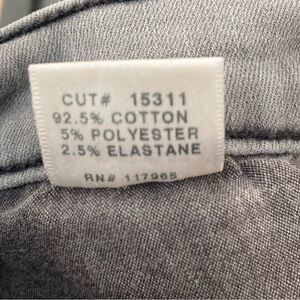 CUT# 15311
92.5% COTTON
5% POLYESTER
2.5% ELASTANE
RN# 117965